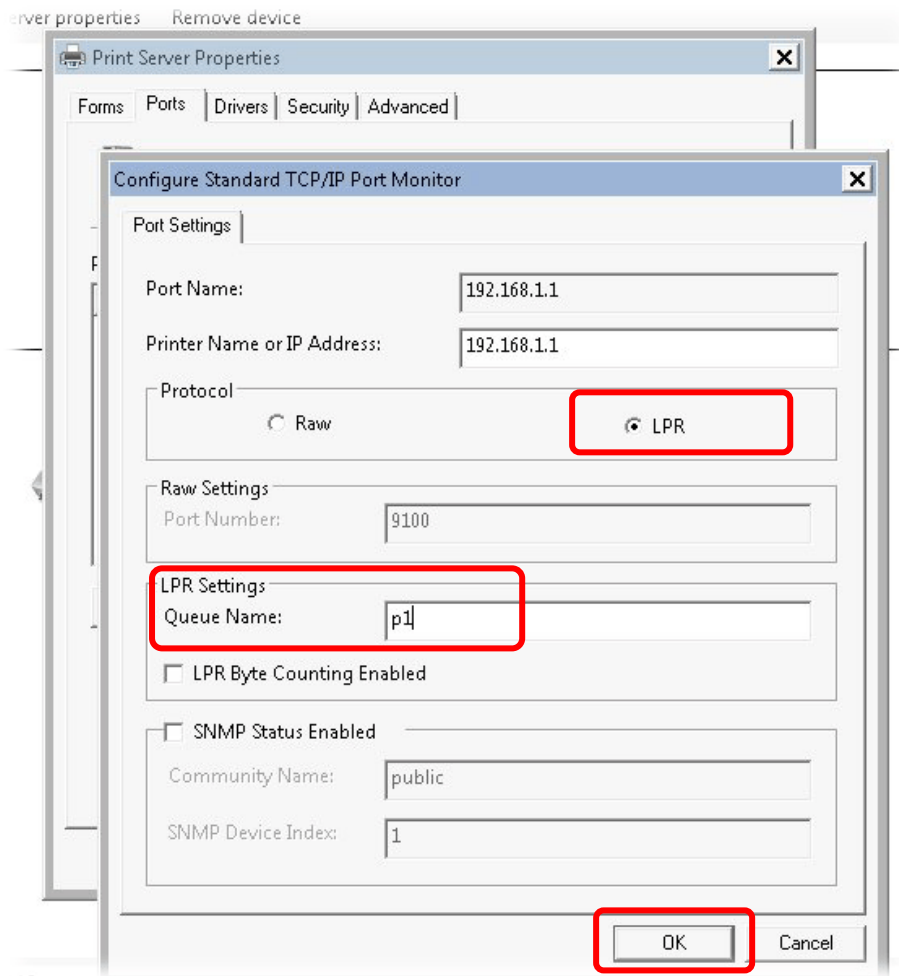 erver properties Remove device
Print Server Properties
Forms Ports Drivers Security Advanced
Configure Standard TCP/IP Port Monitor
Port Settings
Port Name: 192.168.1.1
Printer Name or IP Address: 192.168.1.1
Protocol
Raw LPR
Raw Settings
Port Number: 9100
LPR Settings
Queue Name: p1
LPR Byte Counting Enabled
SNMP Status Enabled
Community Name: public
SNMP Device Index: 1
OK Cancel